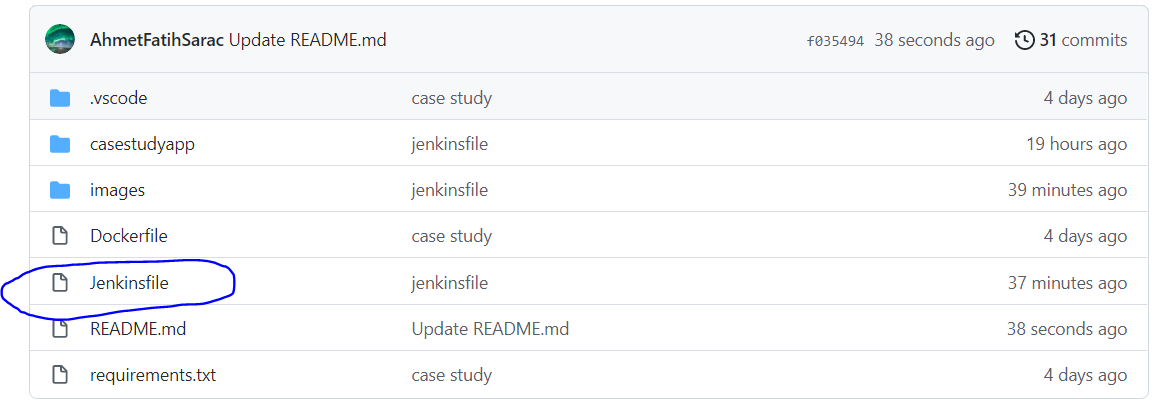 AhmetFatihSarac Update README.md f035494 38 seconds ago 31 commits
.vscode case study 4 days ago
casestudyapp jenkinsfile 19 hours ago
images jenkinsfile 39 minutes ago
Dockerfile case study 4 days ago
Jenkinsfile jenkinsfile 37 minutes ago
README.md Update README.md 38 seconds ago
requirements.txt case study 4 days ago